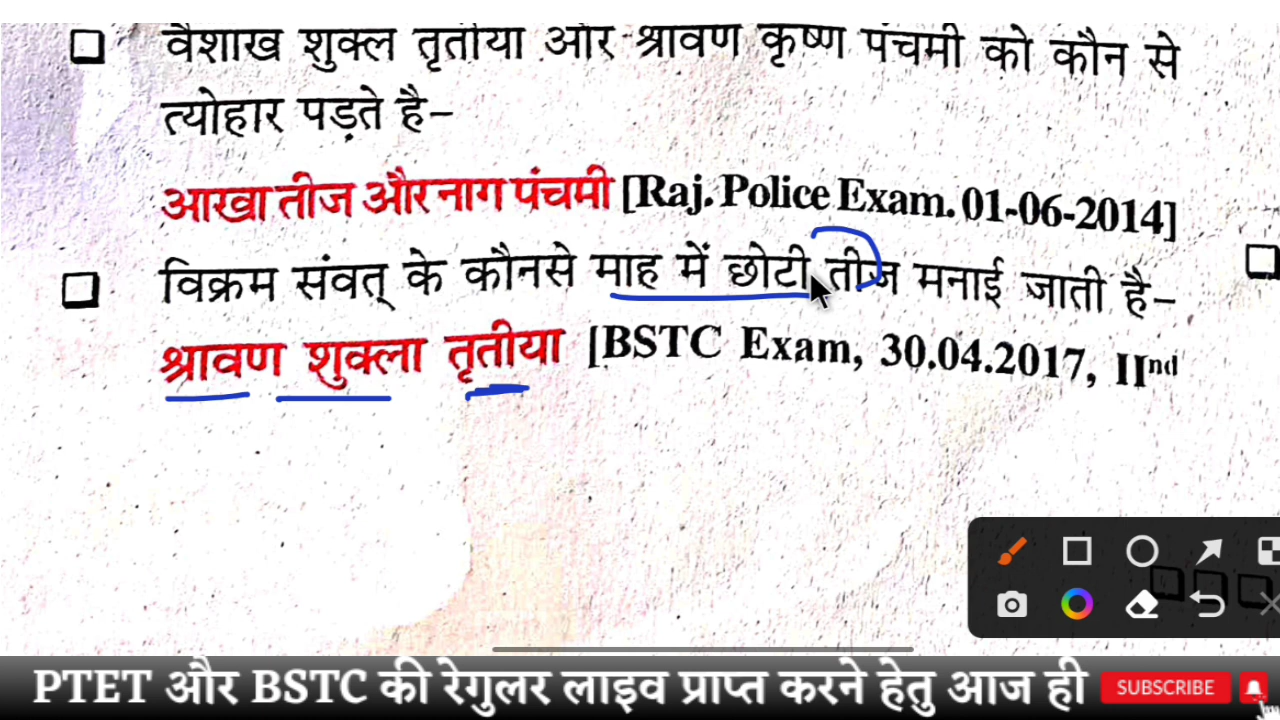 वैशाख शुक्ल तृतीया और श्रावण कृष्ण पंचमी को कौन से
त्योहार पड़ते है–
आखा तीज और नाग पंचमी [Raj. Police Exam. 01-06-2014]
विक्रम संवत् के कौनसे माह में छोटी तीज मनाई जाती है–
श्रावण शुक्ला तृतीया [BSTC Exam, 30.04.2017, IInd
PTET और BSTC की रेगुलर लाइव प्राप्त करने हेतु आज ही SUBSCRIBE